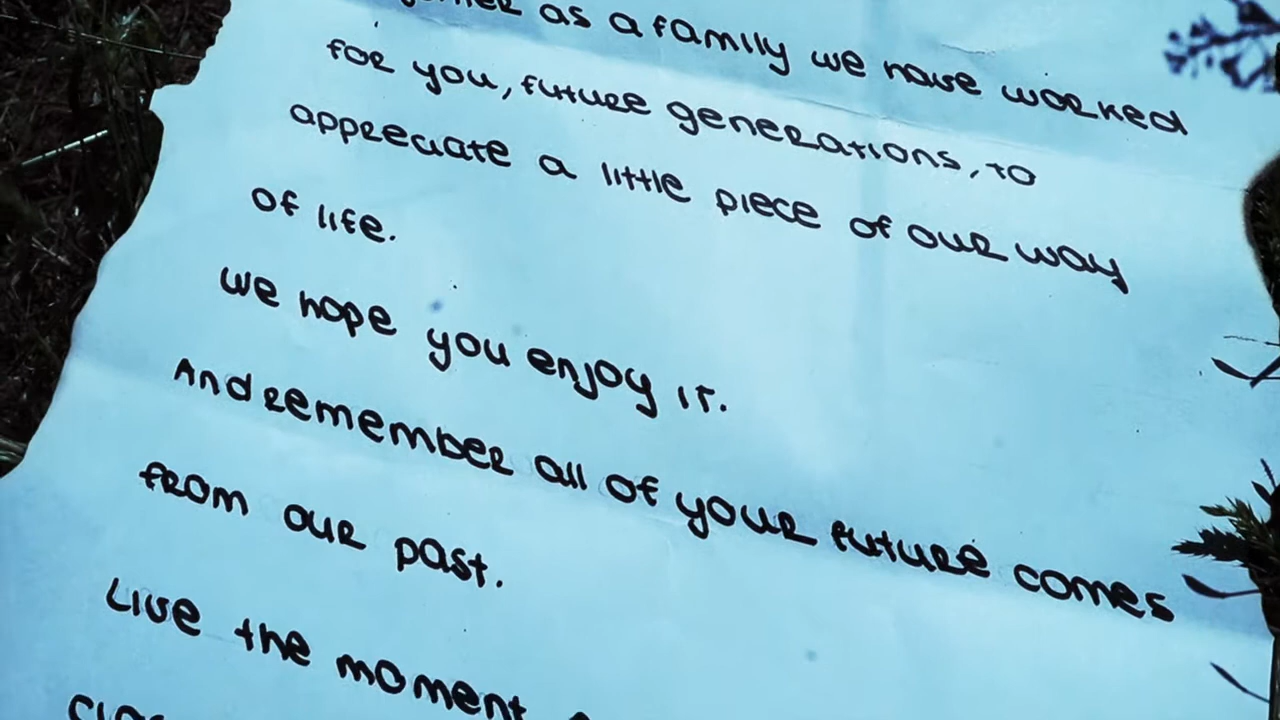 as a family we have worked
for you, future generations, to
appreciate a little piece of our way
of life.
we hope you enjoy it.
And remember all of your future comes
from our past.
Live the moment